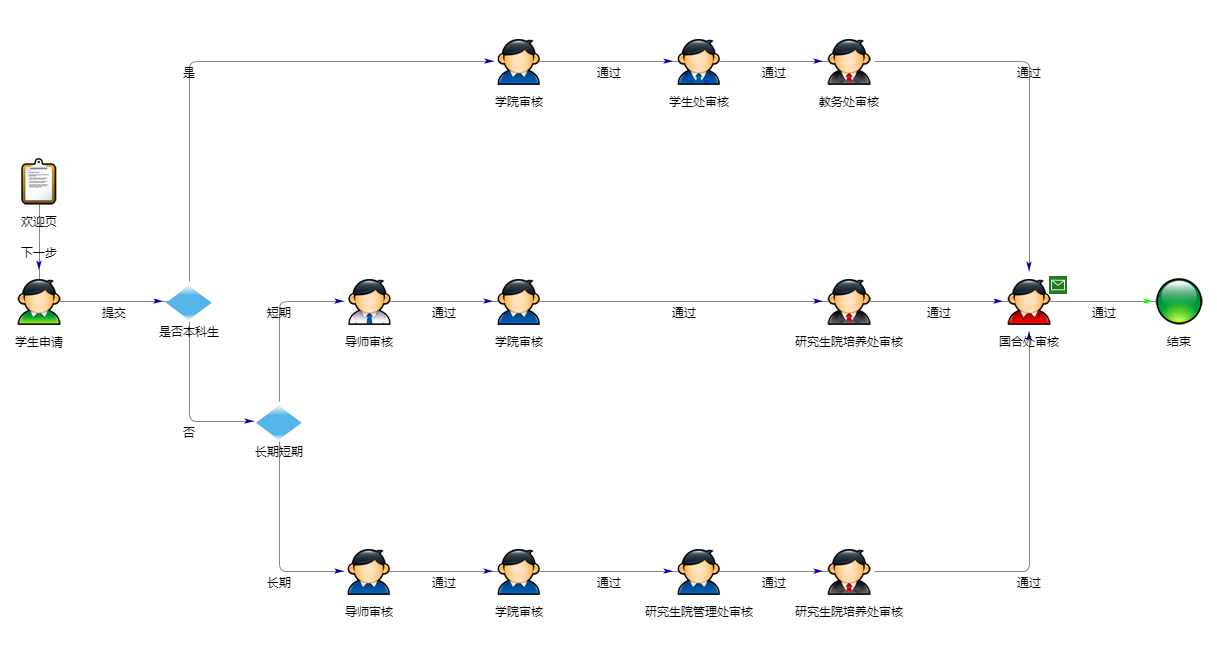 是
通过
通过
通过
学院审核
学生处审核
教务处审核
欢迎页
下一步
提交
短期
通过
通过
通过
通过
学生申请
是否本科生
导师审核
学院审核
研究生院培养处审核
国合处审核
结束
否
长期短期
长期
通过
通过
通过
通过
导师审核
学院审核
研究生院管理处审核
研究生院培养处审核